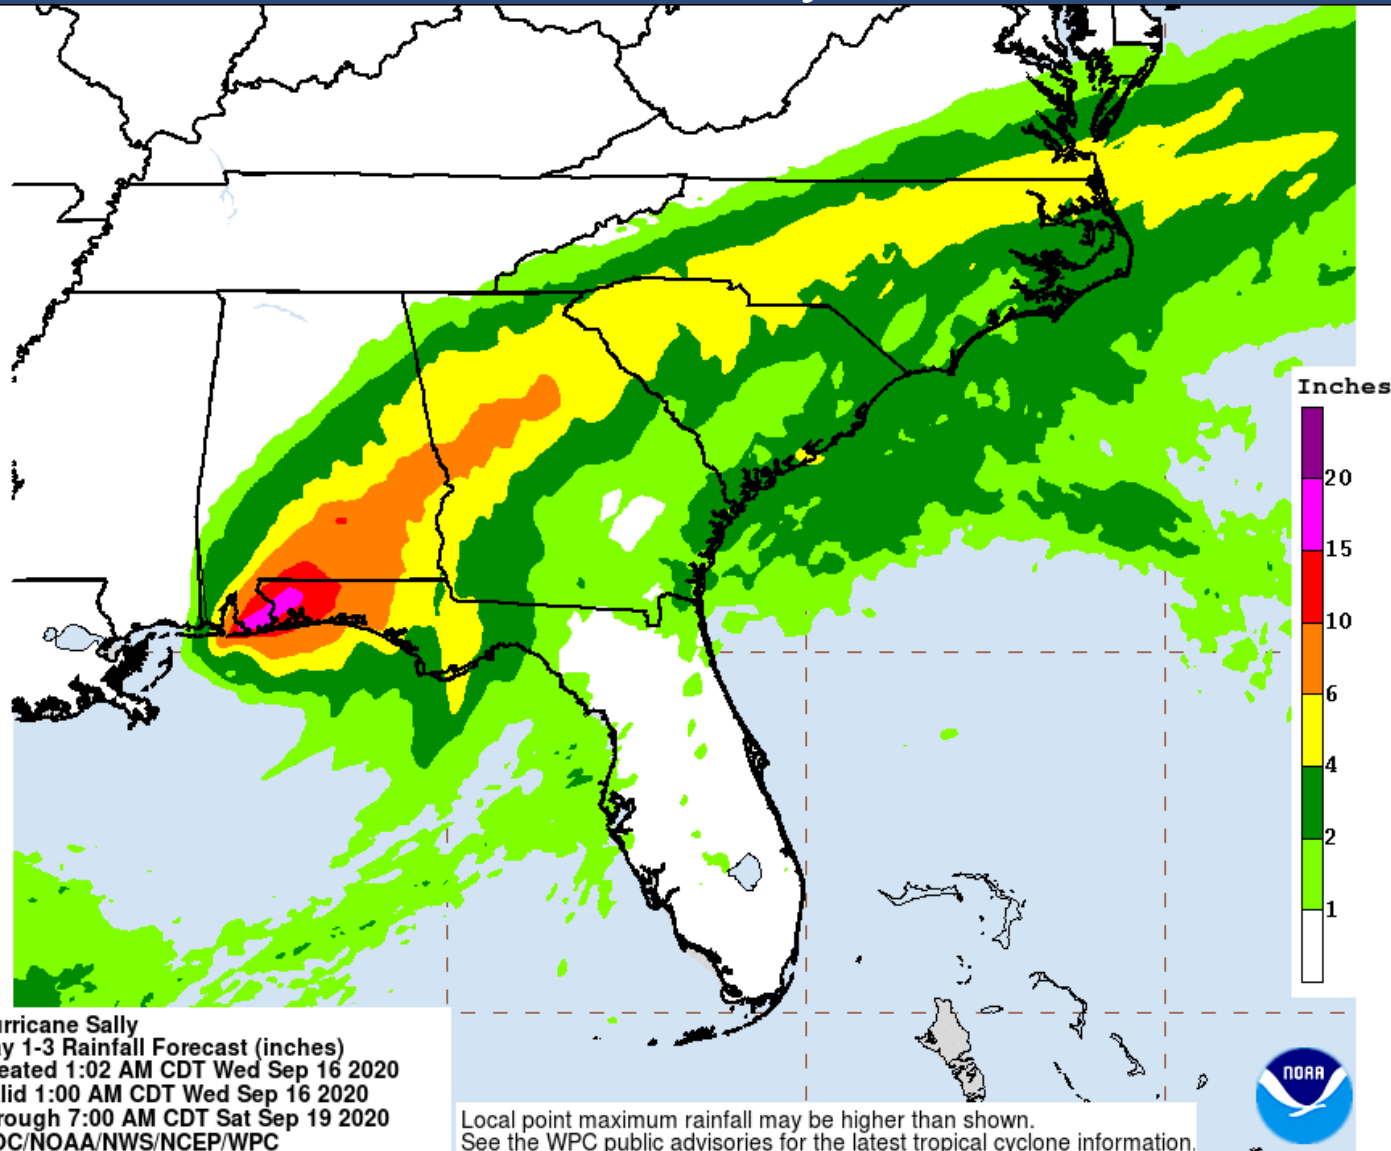 Inches
20
15
10
6
4
2
1
urricane Sally
ay 1-3 Rainfall Forecast (inches)
eated 1:02 AM CDT Wed Sep 16 2020
lid 1:00 AM CDT Wed Sep 16 2020
rough 7:00 AM CDT Sat Sep 19 2020
OC/NOAA/NWS/NCEP/WPC
Local point maximum rainfall may be higher than shown.
See the WPC public advisories for the latest tropical cyclone information.
NOAA